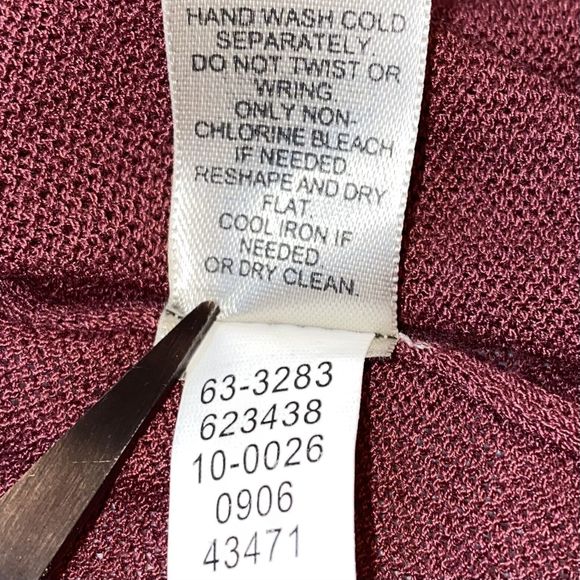 HAND WASH COLD
SEPARATELY
DO NOT TWIST OR
WRING
ONLY NON-
CHLORINE BLEACH
IF NEEDED.
RESHAPE AND DRY
FLAT.
COOL IRON IF
NEEDED
OR DRY CLEAN.
63-3283
623438
10-0026
0906
43471